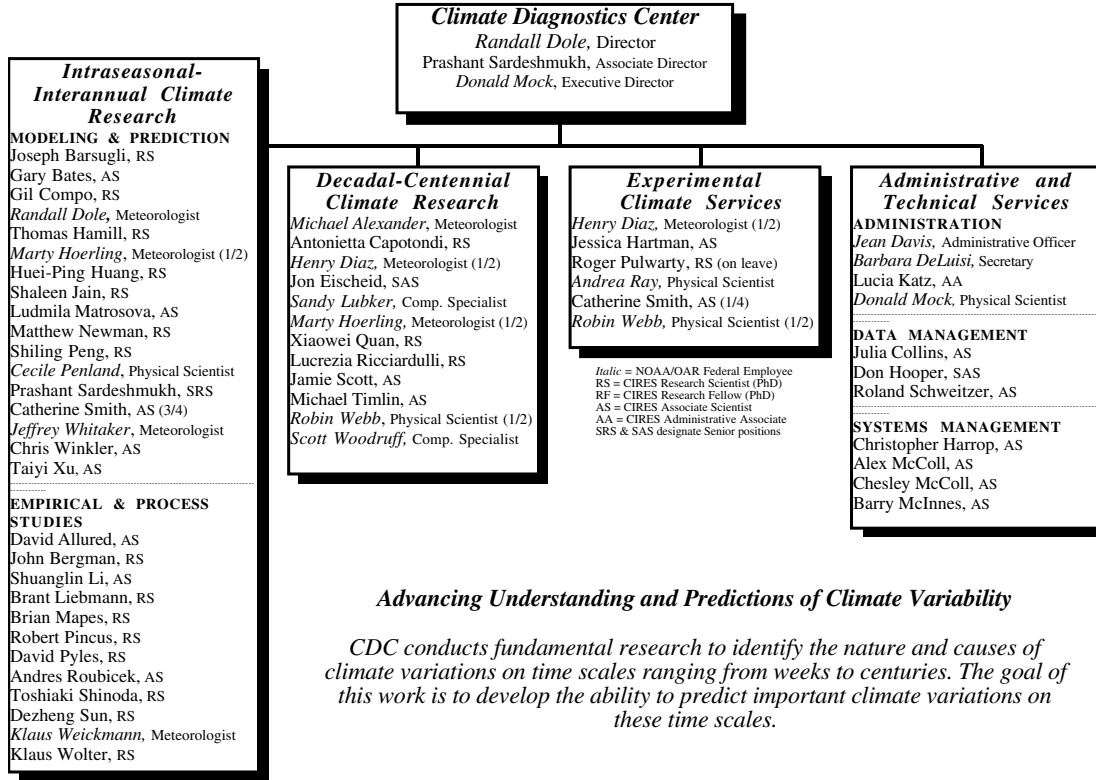 Climate Diagnostics Center
Randall Dole, Director
Prashant Sardeshmukh, Associate Director
Donald Mock, Executive Director
Intraseasonal-
Interannual Climate
Research
MODELING & PREDICTION
Joseph Barsugli, RS
Gary Bates, AS
Gil Compo, RS
Randall Dole, Meteorologist
Thomas Hamill, RS
Marty Hoerling, Meteorologist (1/2)
Huei-Ping Huang, RS
Shaleen Jain, RS
Ludmila Matrosova, AS
Matthew Newman, RS
Shiling Peng, RS
Cecile Penland, Physical Scientist
Prashant Sardeshmukh, SRS
Catherine Smith, AS (3/4)
Jeffrey Whitaker, Meteorologist
Chris Winkler, AS
Taiyi Xu, AS
EMPIRICAL & PROCESS
STUDIES
David Allured, AS
John Bergman, RS
Shuanglin Li, AS
Brant Liebmann, RS
Brian Mapes, RS
Robert Pincus, RS
David Pyles, RS
Andres Roubicek, AS
Toshiaki Shinoda, RS
Dezheng Sun, RS
Klaus Weickmann, Meteorologist
Klaus Wolter, RS
Decadal-Centennial
Climate Research
Michael Alexander, Meteorologist
Antonietta Capotondi, RS
Henry Diaz, Meteorologist (1/2)
Jon Eischeid, SAS
Sandy Lubker, Comp. Specialist
Marty Hoerling, Meteorologist (1/2)
Xiaowei Quan, RS
Lucrezia Ricciardulli, RS
Jamie Scott, AS
Michael Timlin, AS
Robin Webb, Physical Scientist (1/2)
Scott Woodruff, Comp. Specialist
Experimental
Climate Services
Henry Diaz, Meteorologist (1/2)
Jessica Hartman, AS
Roger Pulwarty, RS (on leave)
Andrea Ray, Physical Scientist
Catherine Smith, AS (1/4)
Robin Webb, Physical Scientist (1/2)
Italic = NOAA/OAR Federal Employee
RS = CIRES Research Scientist (PhD)
RF = CIRES Research Fellow (PhD)
AS = CIRES Associate Scientist
AA = CIRES Administrative Associate
SRS & SAS designate Senior positions
Administrative and
Technical Services
ADMINISTRATION
Jean Davis, Administrative Officer
Barbara DeLuisi, Secretary
Lucia Katz, AA
Donald Mock, Physical Scientist
DATA MANAGEMENT
Julia Collins, AS
Don Hooper, SAS
Roland Schweitzer, AS
SYSTEMS MANAGEMENT
Christopher Harrop, AS
Alex McColl, AS
Chesley McColl, AS
Barry McInnes, AS
Advancing Understanding and Predictions of Climate Variability
CDC conducts fundamental research to identify the nature and causes of
climate variations on time scales ranging from weeks to centuries. The goal of
this work is to develop the ability to predict important climate variations on
these time scales.